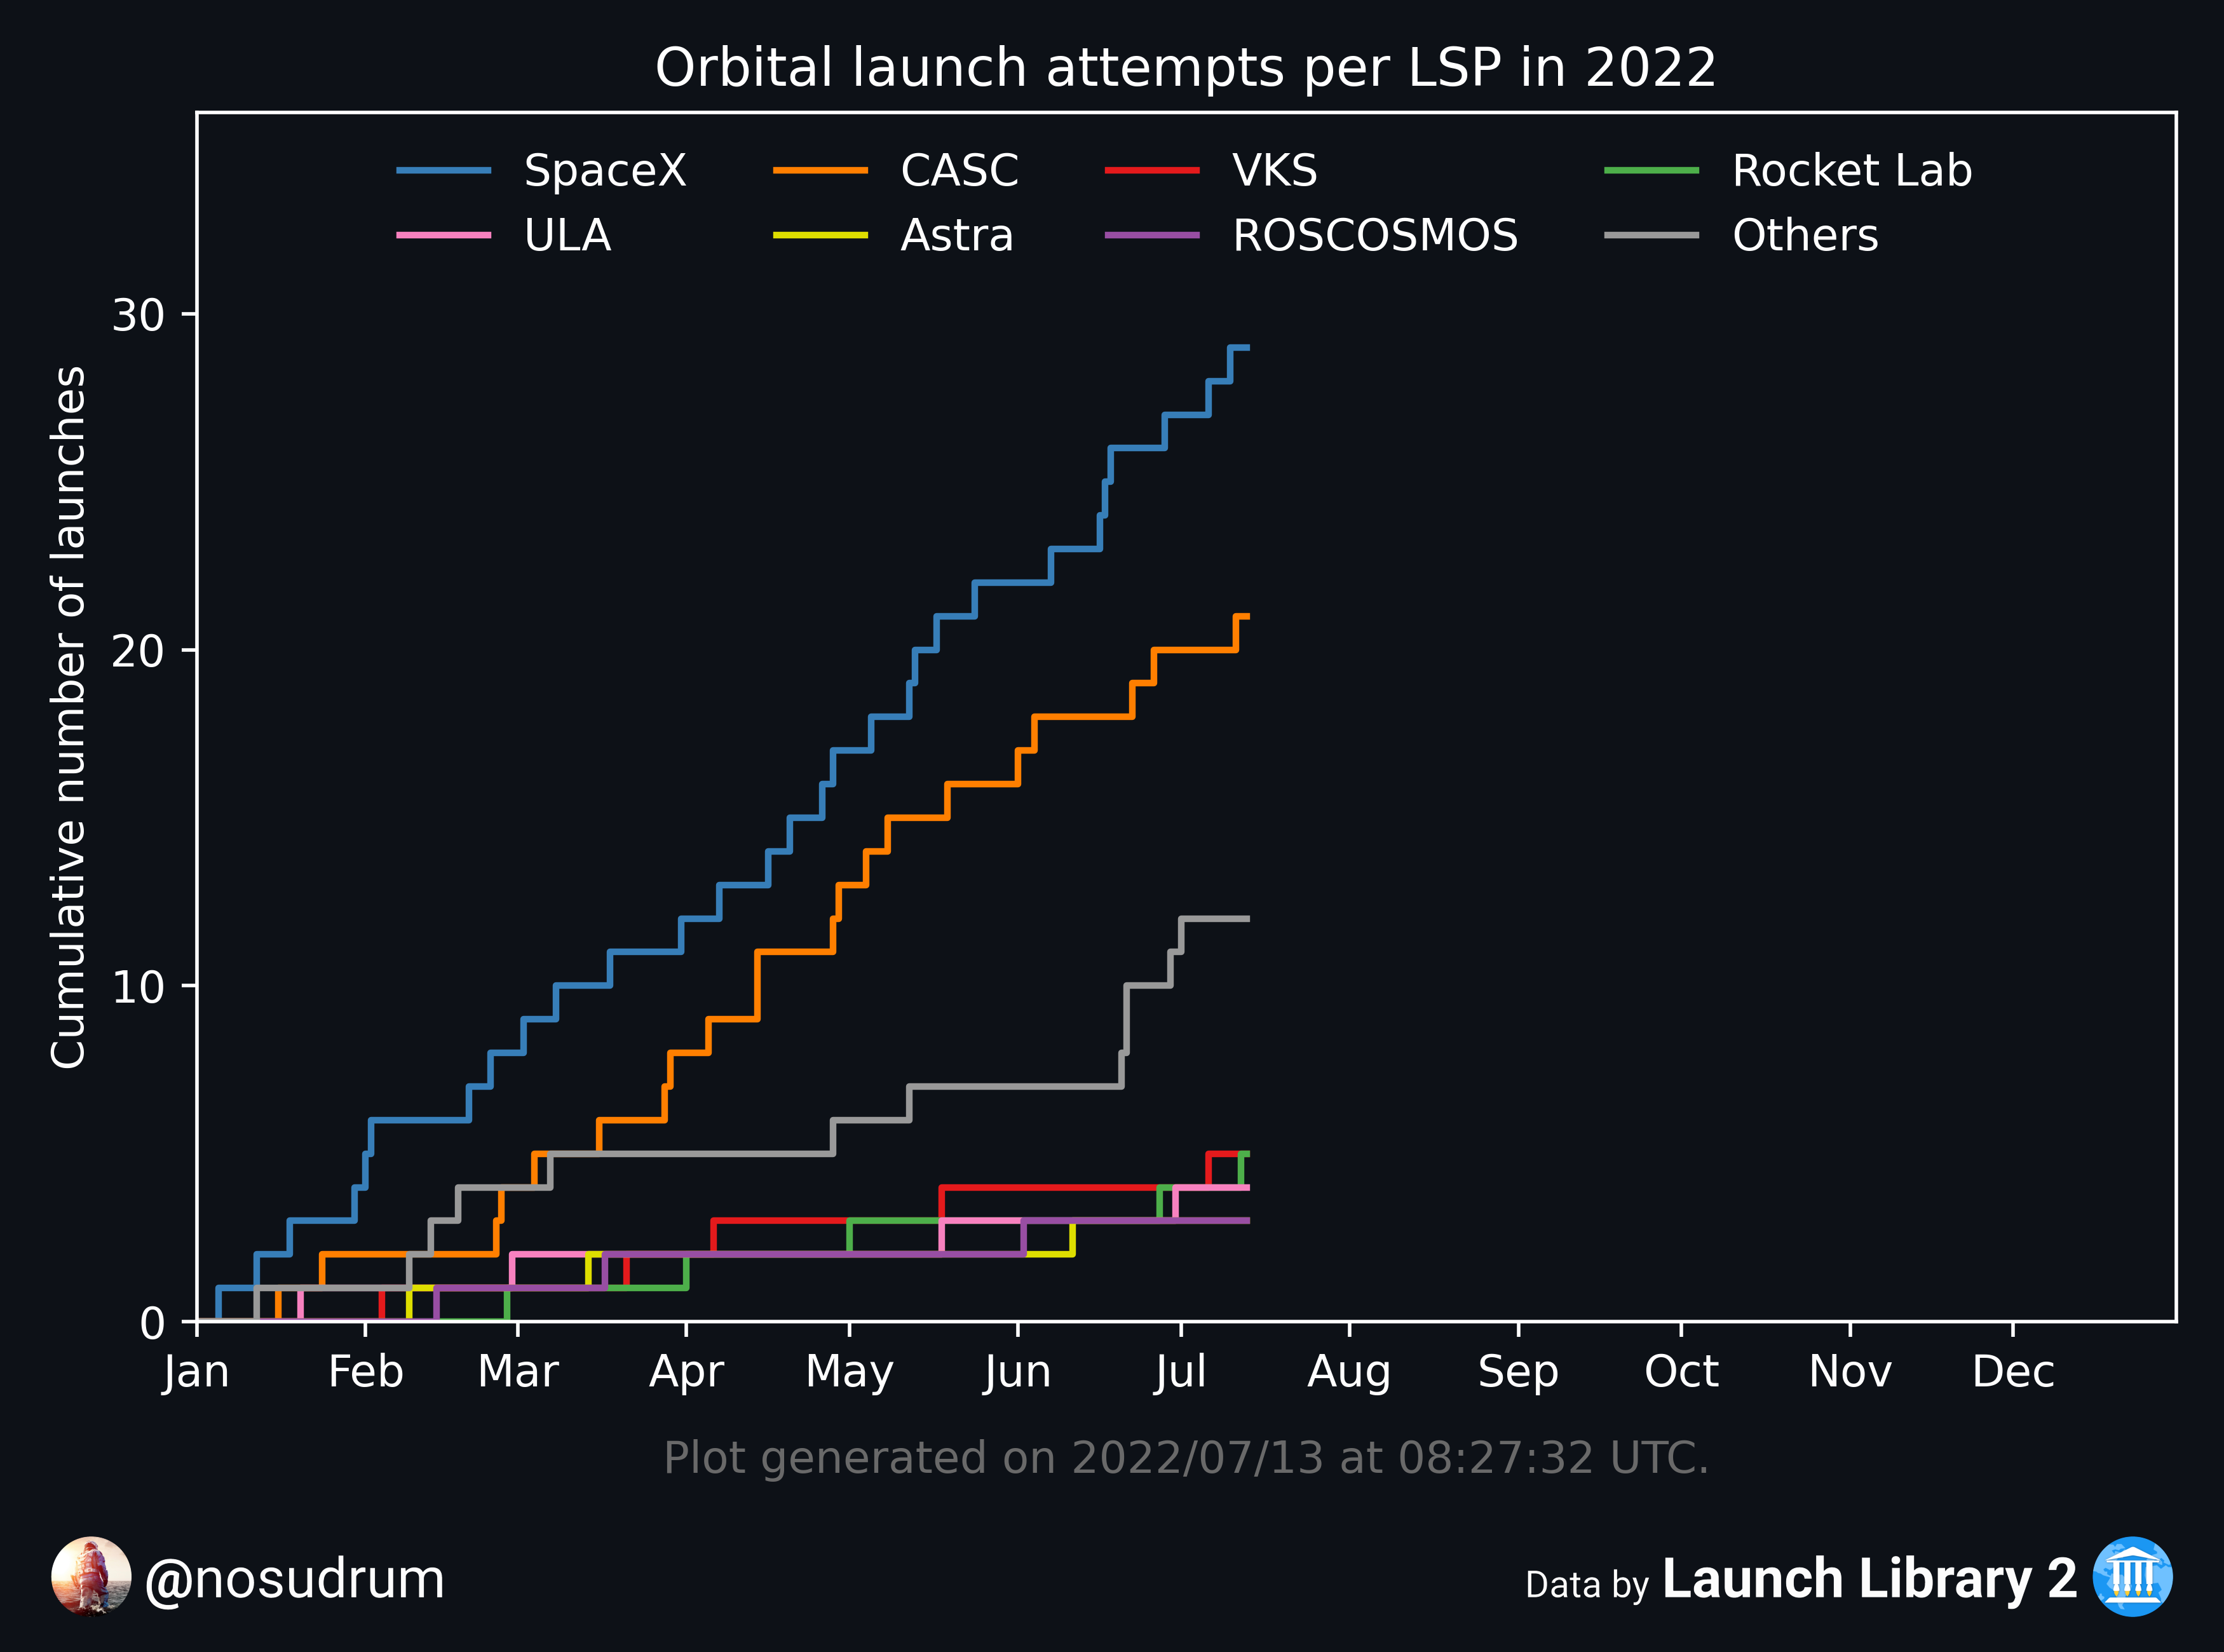 Orbital launch attempts per LSP in 2022
SpaceX CASC VKS Rocket Lab
ULA Astra ROSCOSMOS Others
Cumulative number of launches
30
20
10
0
Jan Feb Mar Apr May Jun Jul Aug Sep Oct Nov Dec
Plot generated on 2022/07/13 at 08:27:32 UTC.
@nosudrum
Data by Launch Library 2